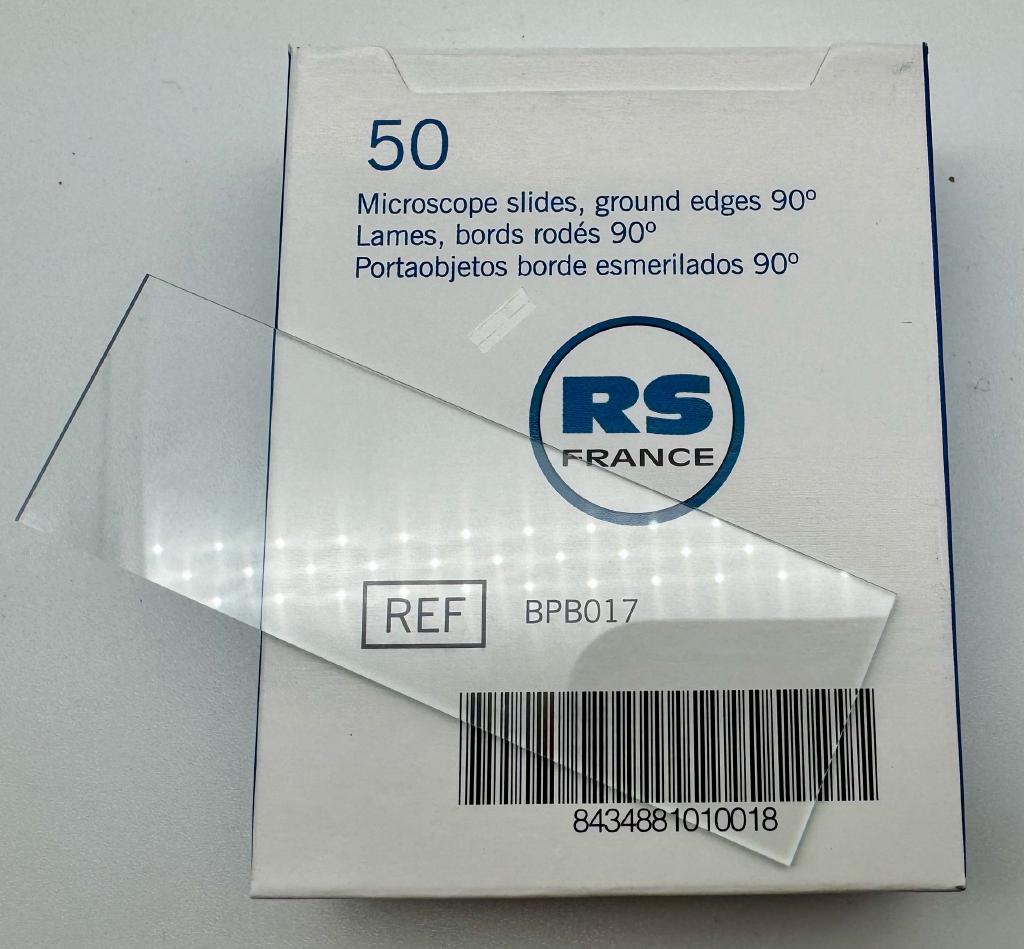 50
Microscope slides, ground edges 90º
Lames, bords rodés 90º
Portaobjetos borde esmerilados 90º
RS
FRANCE
REF BPB017
8434881010018